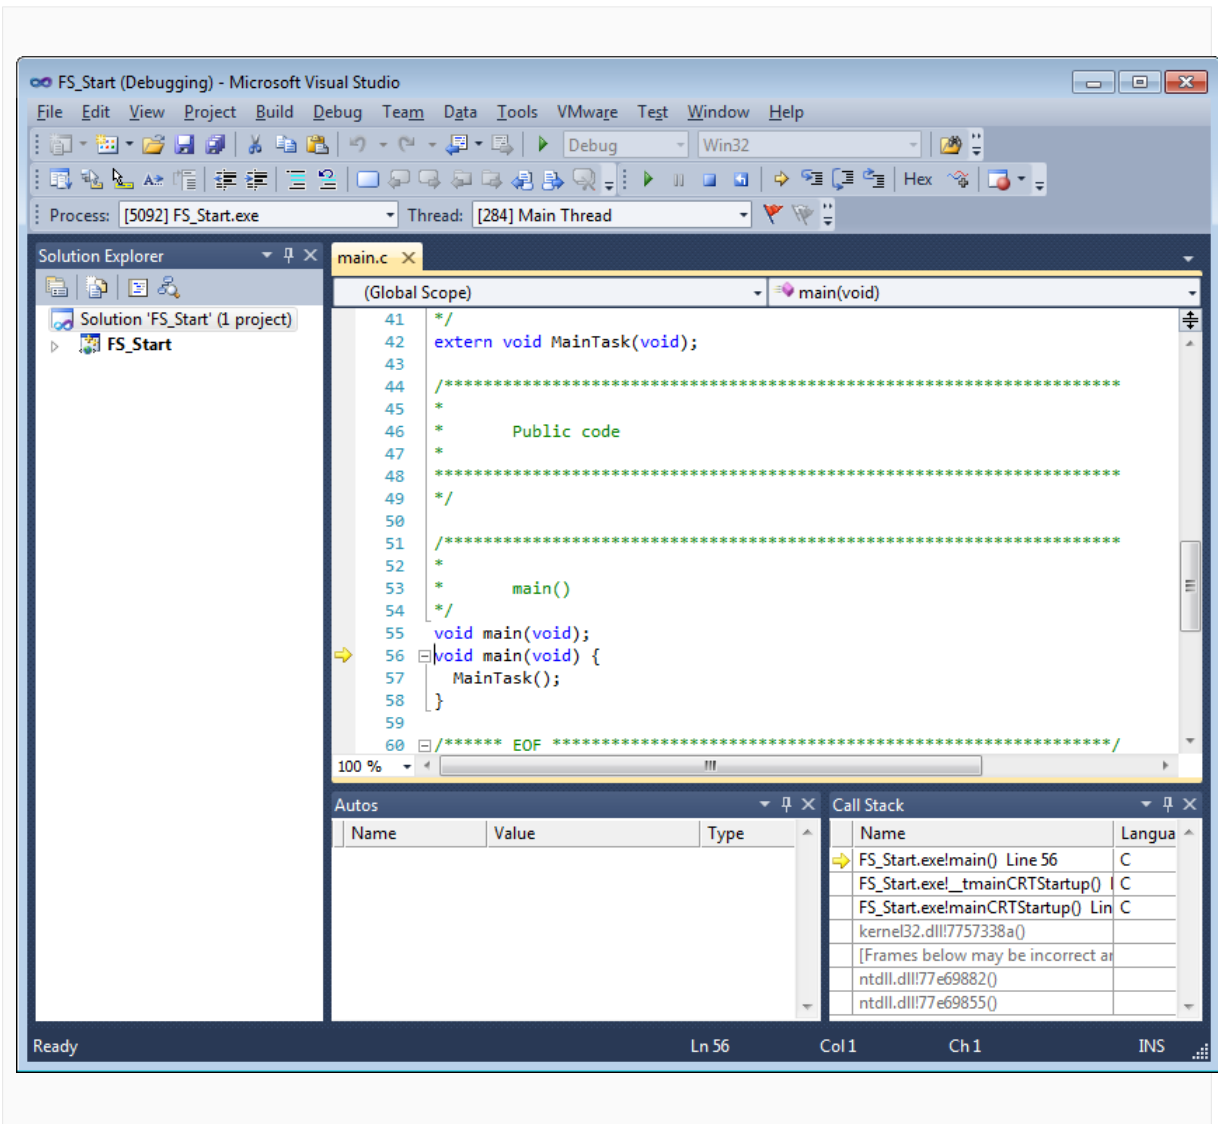 FS_Start (Debugging) - Microsoft Visual Studio
File Edit View Project Build Debug Team Data Tools VMware Test Window Help
Debug Win32
Hex
Process: [5092] FS_Start.exe Thread: [284] Main Thread
Solution Explorer
main.c
(Global Scope) main(void)
Solution 'FS_Start' (1 project)
FS_Start
41 */
42 extern void MainTask(void);
43
44 /*********************************************************************
45 *
46 * Public code
47 *
48 **********************************************************************
49 */
50
51 /*********************************************************************
52 *
53 * main()
54 */
55 void main(void);
56 void main(void) {
57 MainTask();
58 }
59
60 /****** EOF *********************************************************/
100 %
Autos
Name Value Type
Call Stack
Name Langua
FS_Start.exe!main() Line 56 C
FS_Start.exe!__tmainCRTStartup() C
FS_Start.exe!mainCRTStartup() Lin C
kernel32.dll!7757338a()
[Frames below may be incorrect ar
ntdll.dll!77e69882()
ntdll.dll!77e69855()
Ready Ln 56 Col 1 Ch 1 INS